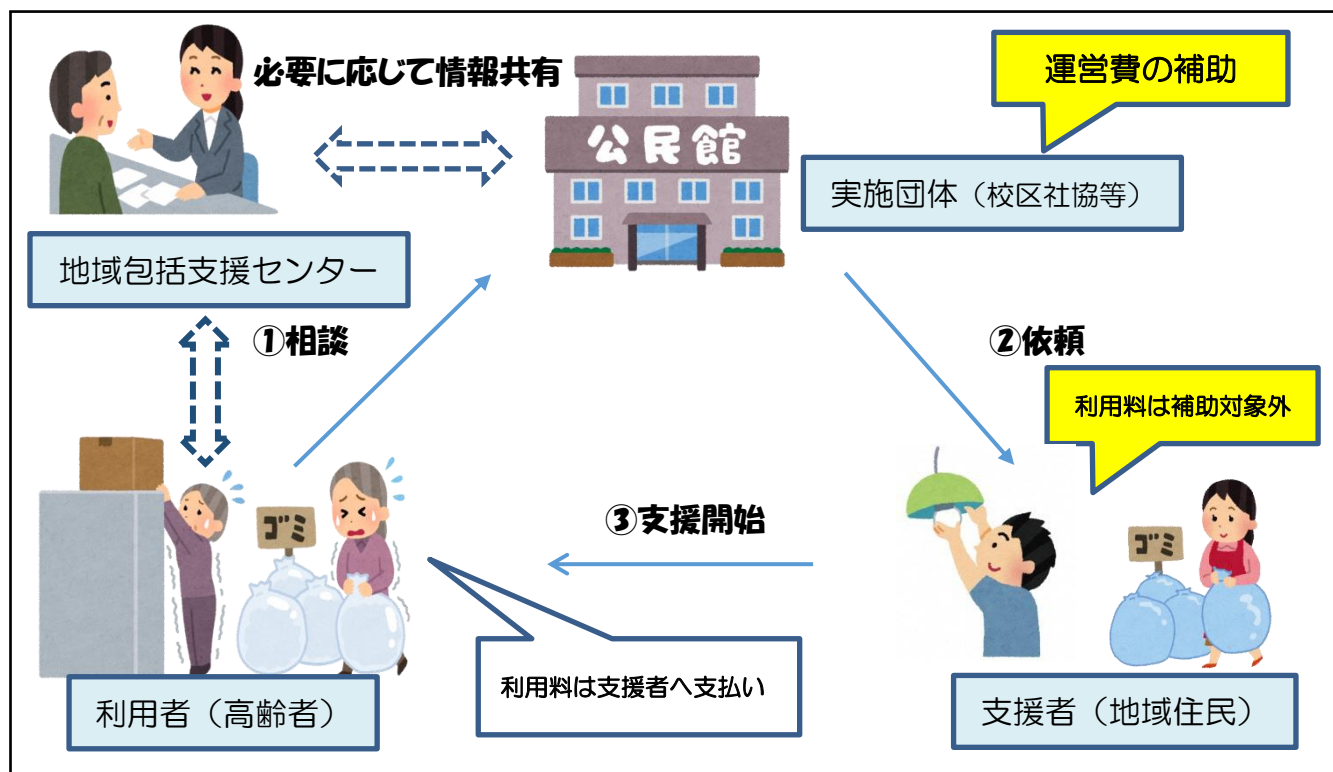 必要に応じて情報共有
運営費の補助
公民館
実施団体（校区社協等）
地域包括支援センター
①相談
②依頼
利用料は補助対象外
ゴミ
③支援開始
ゴミ
利用料は支援者へ支払い
利用者（高齢者）
支援者（地域住民）